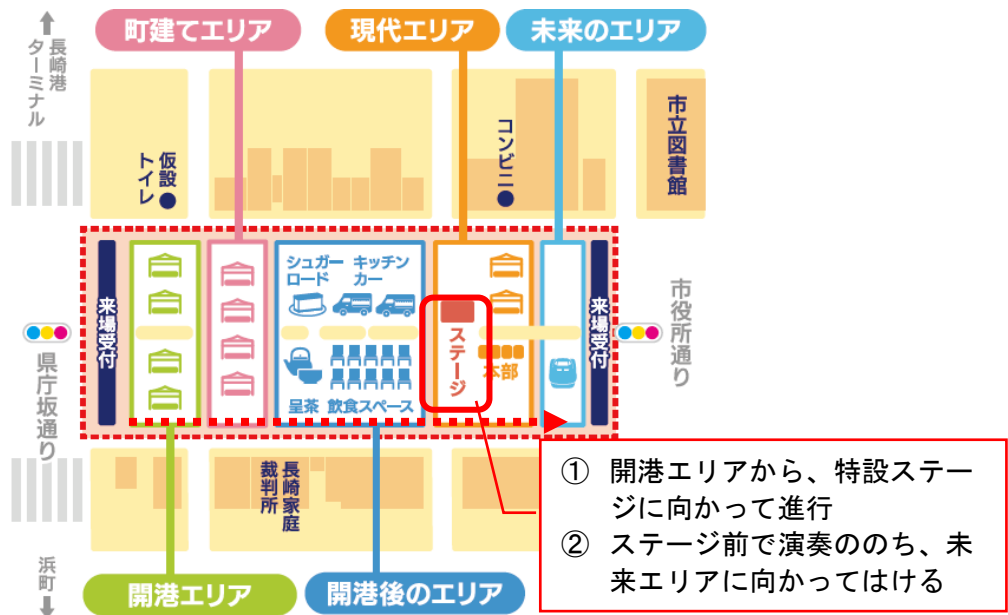 町建てエリア
現代エリア
未来のエリア
長崎港
ターミナル
仮設
トイレ
コンビニ
市立図書館
来場受付
シュガー
ロード
キッチン
カー
ステージ
本部
呈茶
飲食スペース
来場受付
県庁坂通り
市役所通り
長崎家庭
裁判所
浜町
開港エリア
開港後のエリア
① 開港エリアから、特設ステー
ジに向かって進行
② ステージ前で演奏ののち、未
来エリアに向かってはける